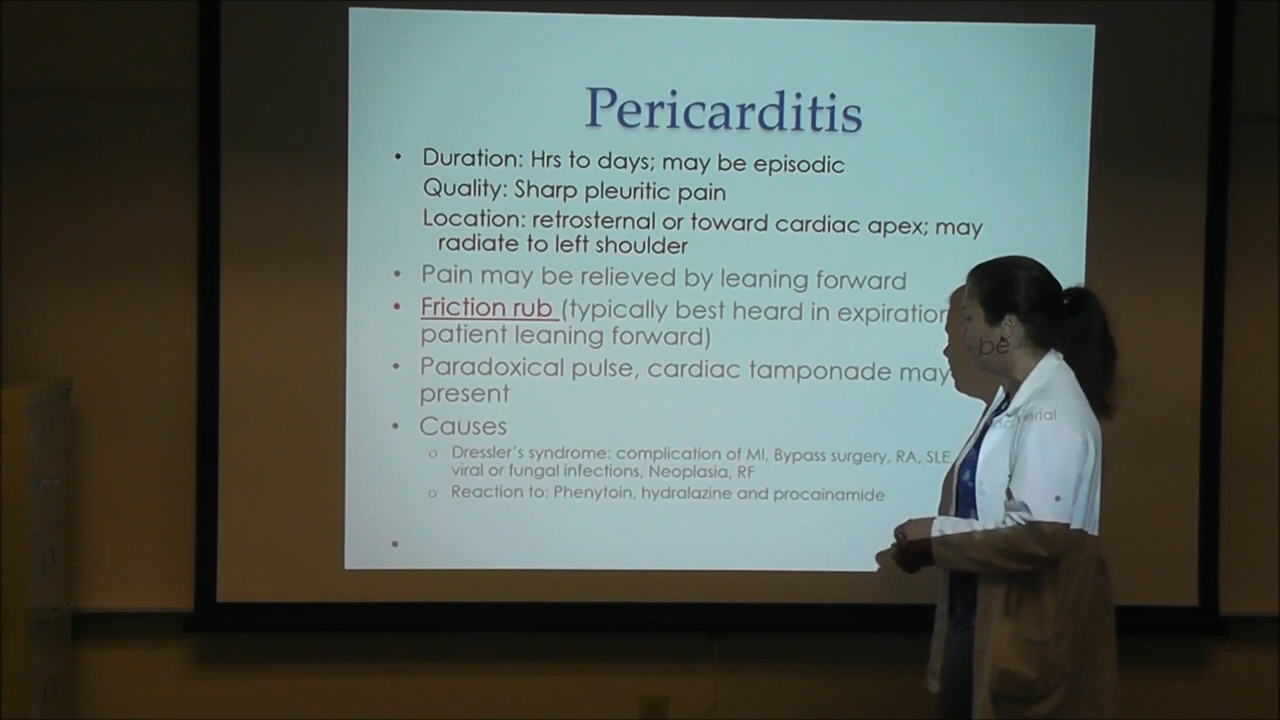 Pericarditis
• Duration: Hrs to days; may be episodic
Quality: Sharp pleuritic pain
Location: retrosternal or toward cardiac apex; may
radiate to left shoulder
• Pain may be relieved by leaning forward
• Friction rub (typically best heard in expiration
patient leaning forward)
• Paradoxical pulse, cardiac tamponade may be
present
• Causes
o Dressler's syndrome: complication of MI, Bypass surgery, RA, SLE
viral or fungal infections, Neoplasia, RF
o Reaction to: Phenytoin, hydralazine and procainamide
•